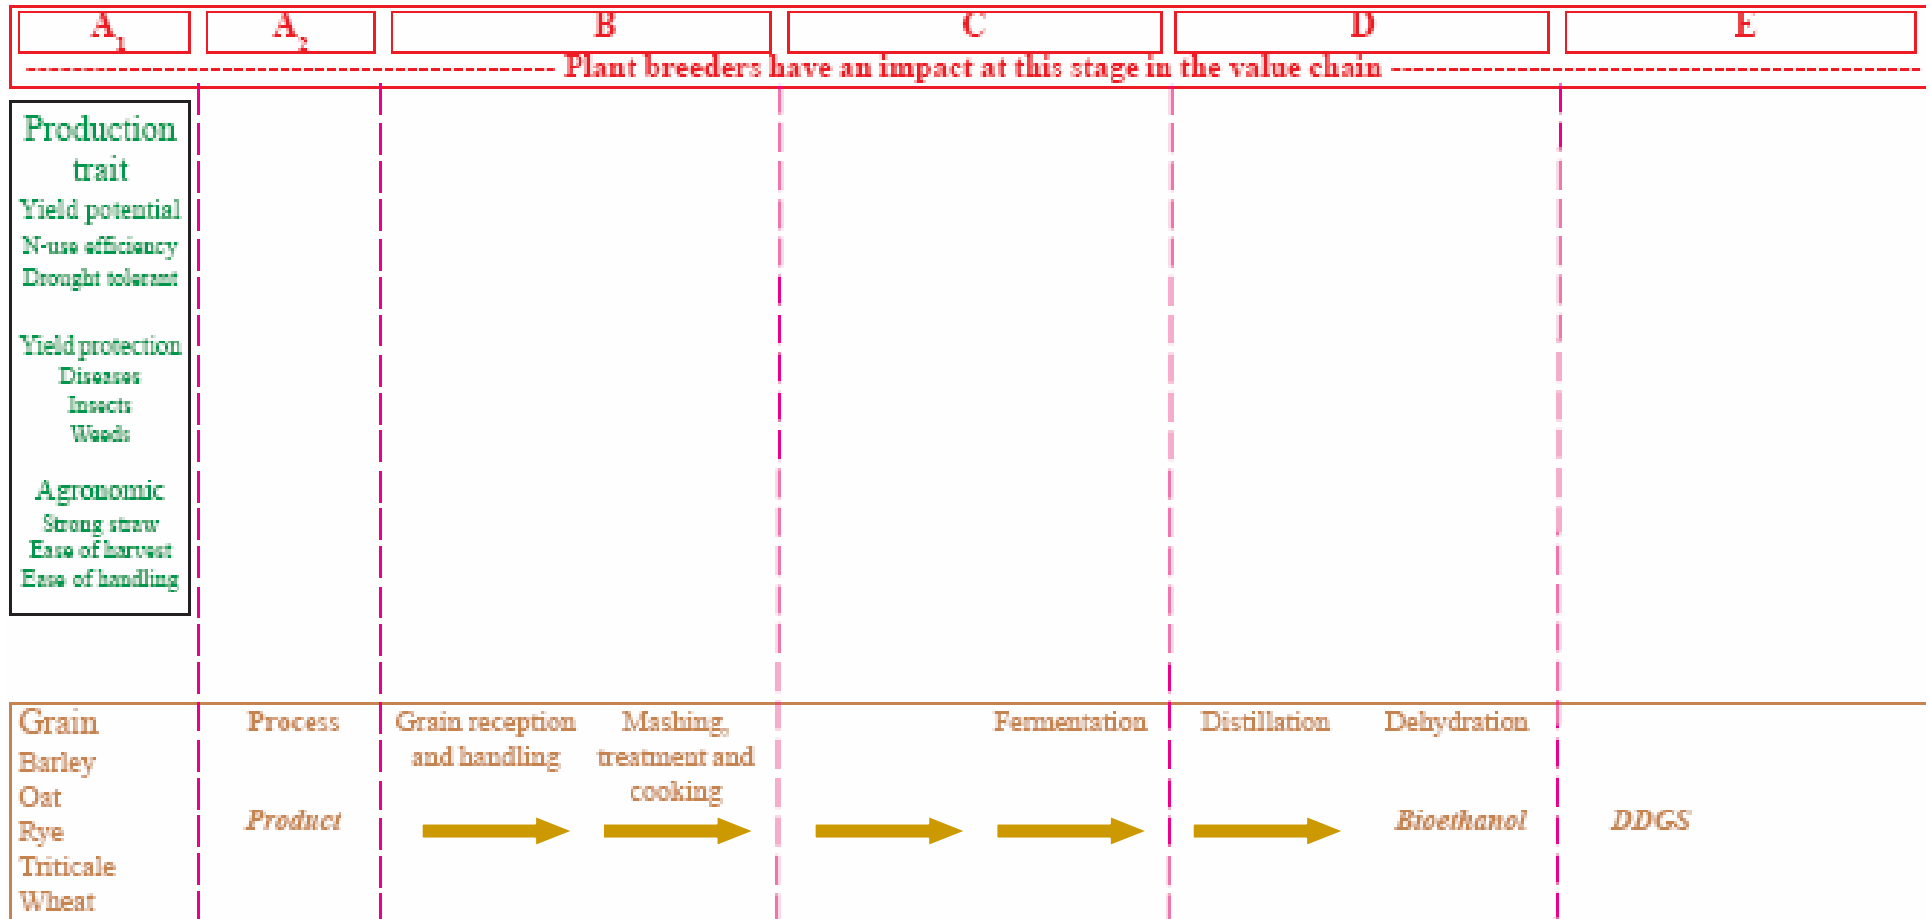 A₁ A₂ B C D E
Plant breeders have an impact at this stage in the value chain
Production
trait
Yield potential
N-use efficiency
Drought tolerant
Yield protection
Diseases
Insects
Weeds
Agronomic
Strong straw
Ease of harvest
Ease of handling
Grain
Barley
Oat
Rye
Triticale
Wheat
Process
Product
Grain reception
and handling
Mashing,
treatment and
cooking
Fermentation
Distillation
Dehydration
Bioethanol
DDGS